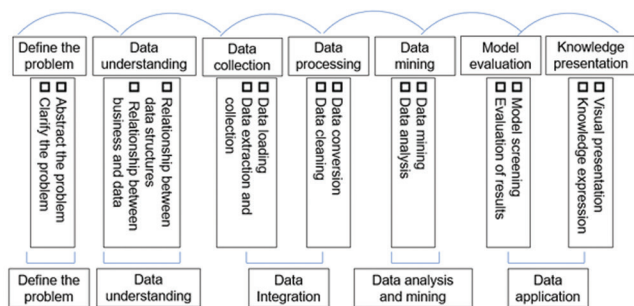 Define the
problem
Data
understanding
Data
collection
Data
processing
Data
mining
Model
evaluation
Knowledge
presentation
Abstract the problem
Clarify the problem
Relationship between
data structures
Relationship between
business and data
Data loading
Data extraction and
collection
Data conversion
Data cleaning
Data mining
Data analysis
Model screening
Evaluation of results
Visual presentation
Knowledge expression
Define the
problem
Data
understanding
Data
Integration
Data analysis
and mining
Data
application